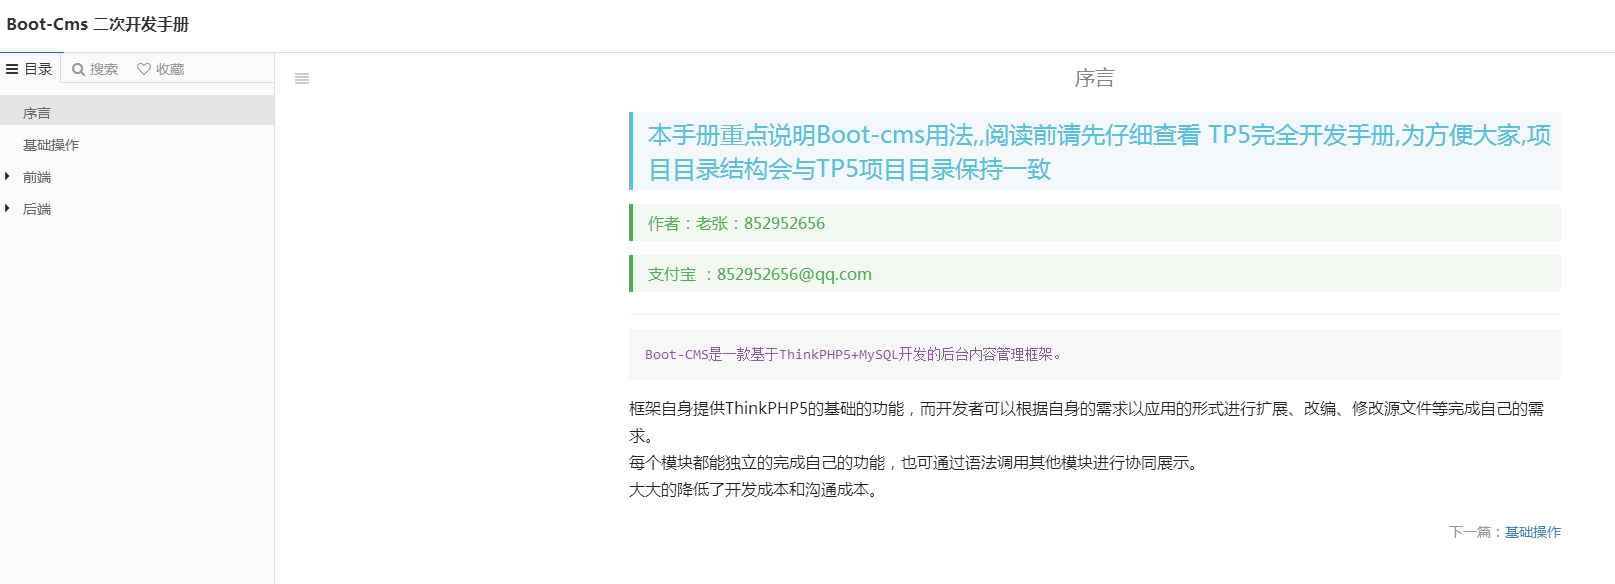 Boot-Cms 二次开发手册
目录 搜索 收藏
序言
基础操作
前端
后端
序言
本手册重点说明Boot-cms用法,,阅读前请先仔细查看 TP5完全开发手册,为方便大家,项
目目录结构会与TP5项目目录保持一致
作者：老张：852952656
支付宝 ：852952656@qq.com
Boot-CMS是一款基于ThinkPHP5+MySQL开发的后台内容管理框架。
框架自身提供ThinkPHP5的基础的功能，而开发者可以根据自身的需求以应用的形式进行扩展、改编、修改源文件等完成自己的需
求。
每个模块都能独立的完成自己的功能，也可通过语法调用其他模块进行协同展示。
大大的降低了开发成本和沟通成本。
下一篇：基础操作